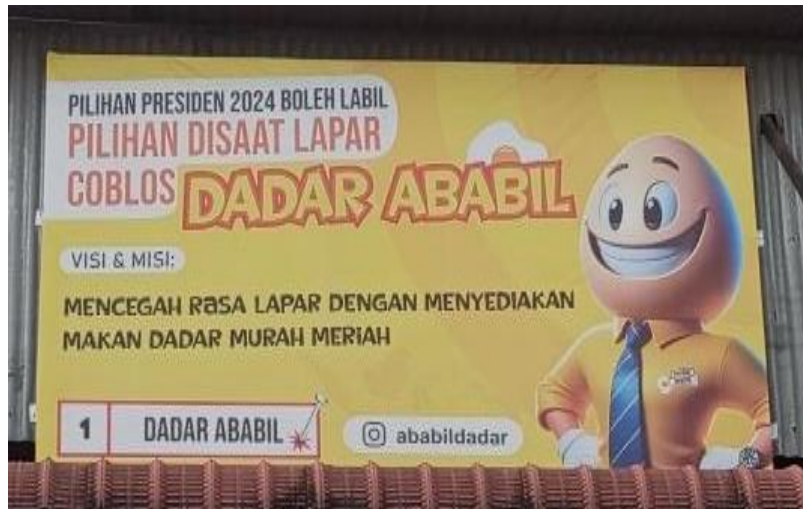 PILIHAN PRESIDEN 2024 BOLEH LABIL
PILIHAN DISAAT LAPAR
COBLOS DADAR ABABIL
VISI & MISI:
MENCEGAH RASA LAPAR DENGAN MENYEDIAKAN
MAKAN DADAR MURAH MERIAH
1 DADAR ABABIL
ababildadar